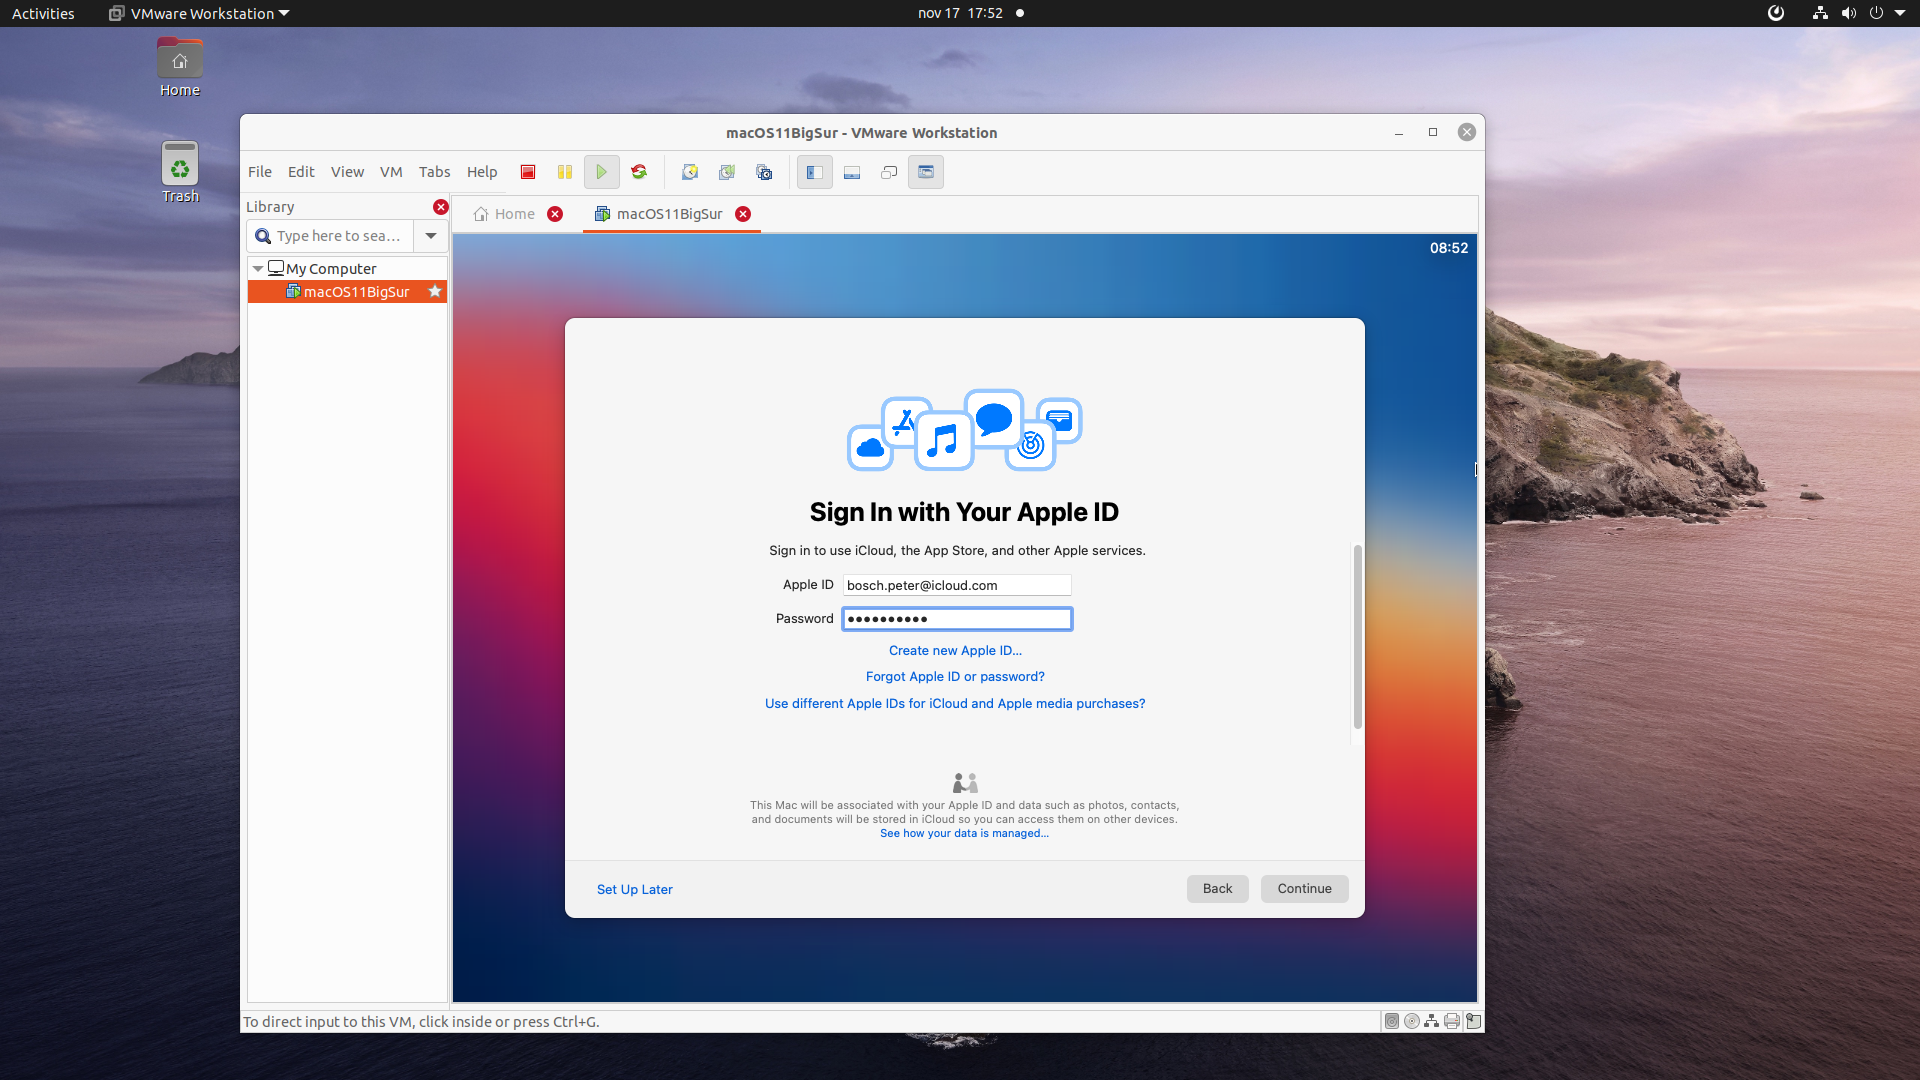 Activities
VMware Workstation
nov 17 17:52
Home
Trash
macOS11BigSur - VMware Workstation
File Edit View VM Tabs Help
Library
Type here to sea...
My Computer
macOS11BigSur
Home
macOS11BigSur
08:52
Sign In with Your Apple ID
Sign in to use iCloud, the App Store, and other Apple services.
Apple ID bosch.peter@icloud.com
Password ••••••••••
Create new Apple ID...
Forgot Apple ID or password?
Use different Apple IDs for iCloud and Apple media purchases?
This Mac will be associated with your Apple ID and data such as photos, contacts,
and documents will be stored in iCloud so you can access them on other devices.
See how your data is managed...
Set Up Later
Back
Continue
To direct input to this VM, click inside or press Ctrl+G.